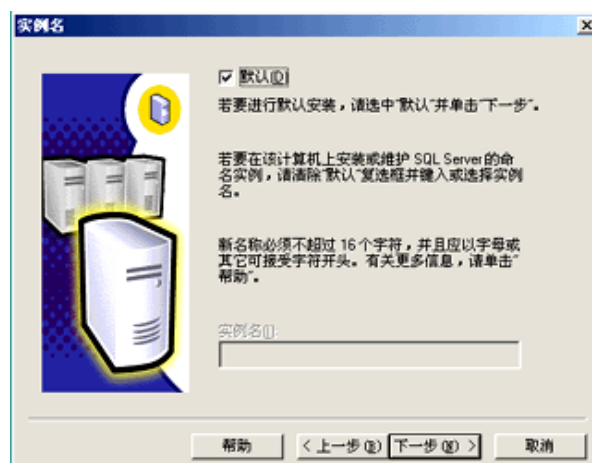 实例名
默认(D)
若要进行默认安装，请选中"默认"并单击"下一步"。
若要在该计算机上安装或维护 SQL Server的命
名实例，请清除"默认"复选框并键入或选择实例
名。
新名称必须不超过 16 个字符，并且应以字母或
其它可接受字符开头。有关更多信息，请单击"
帮助"。
实例名(I):
帮助
< 上一步(B)
下一步(N) >
取消